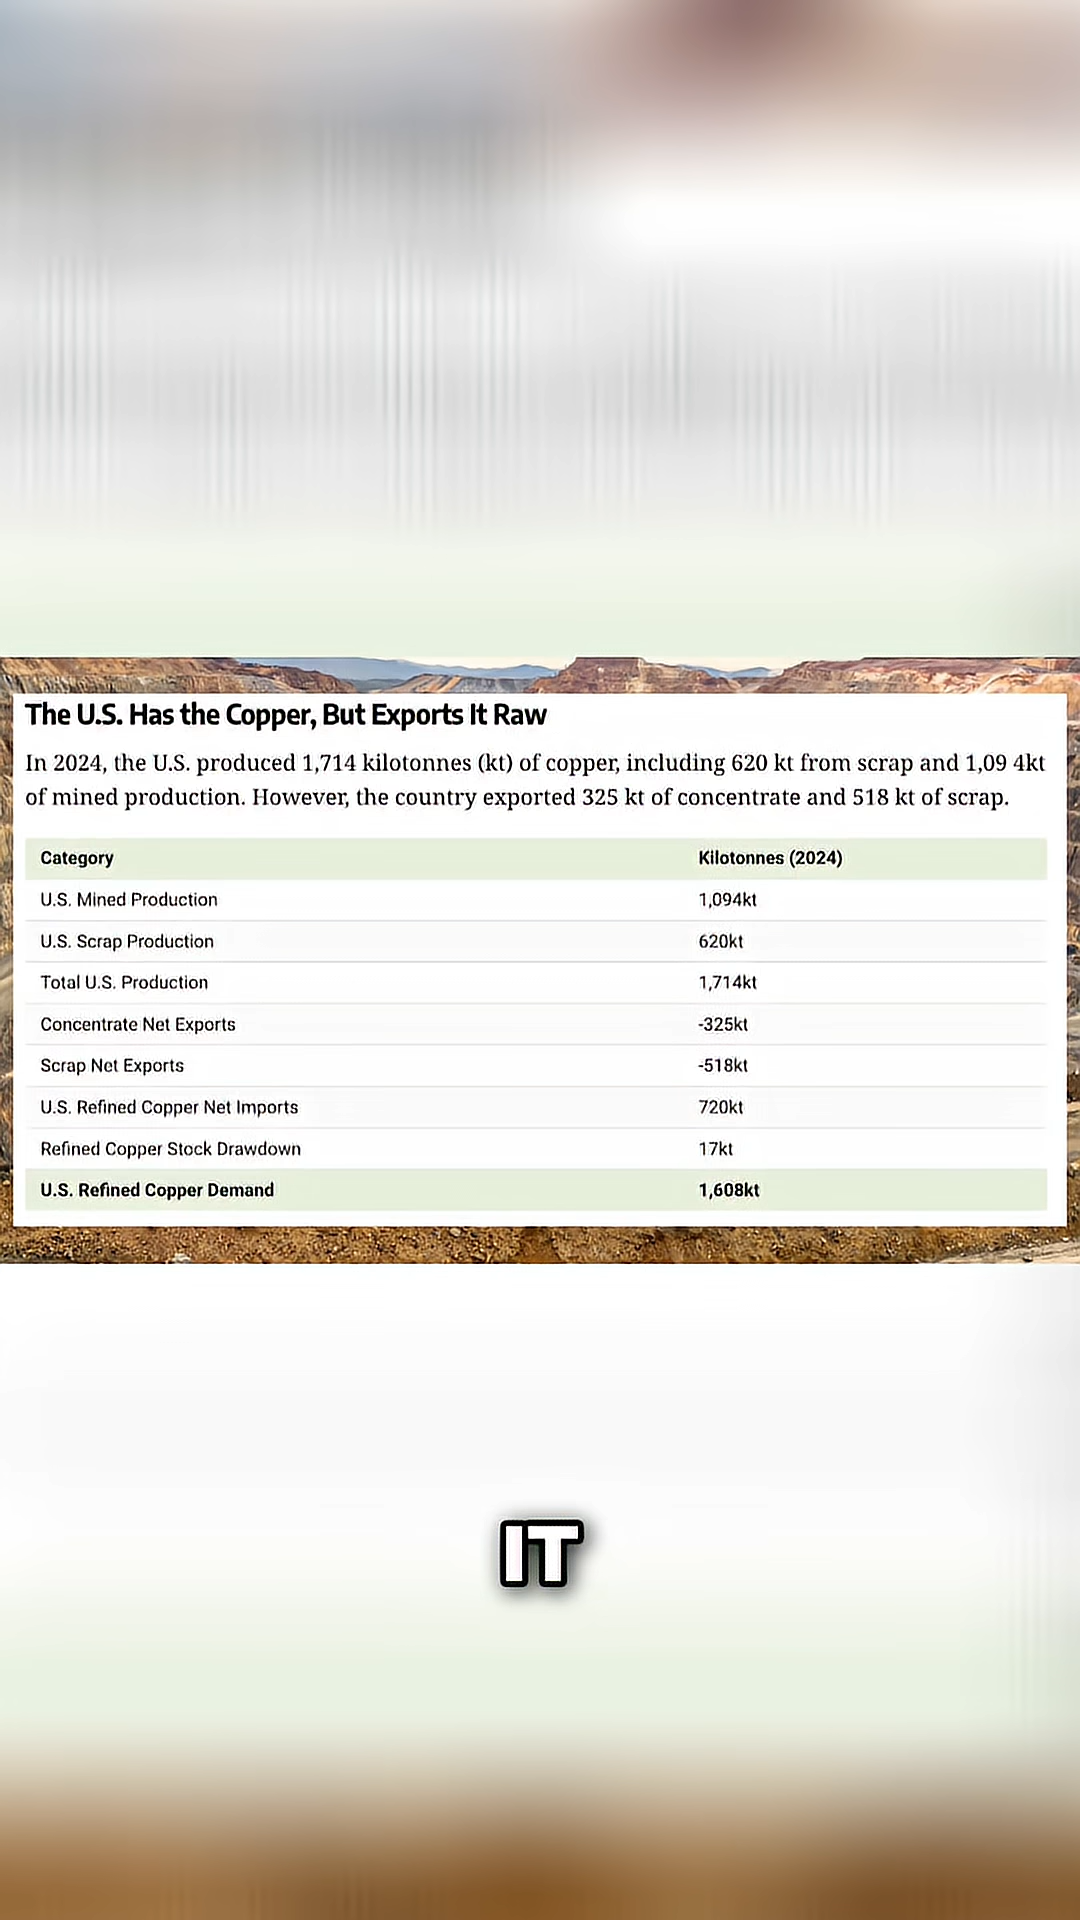 The U.S. Has the Copper, But Exports It Raw
In 2024, the U.S. produced 1,714 kilotonnes (kt) of copper, including 620 kt from scrap and 1,09 4kt
of mined production. However, the country exported 325 kt of concentrate and 518 kt of scrap.
Category Kilotonnes (2024)
U.S. Mined Production 1,094kt
U.S. Scrap Production 620kt
Total U.S. Production 1,714kt
Concentrate Net Exports -325kt
Scrap Net Exports -518kt
U.S. Refined Copper Net Imports 720kt
Refined Copper Stock Drawdown 17kt
U.S. Refined Copper Demand 1,608kt
IT